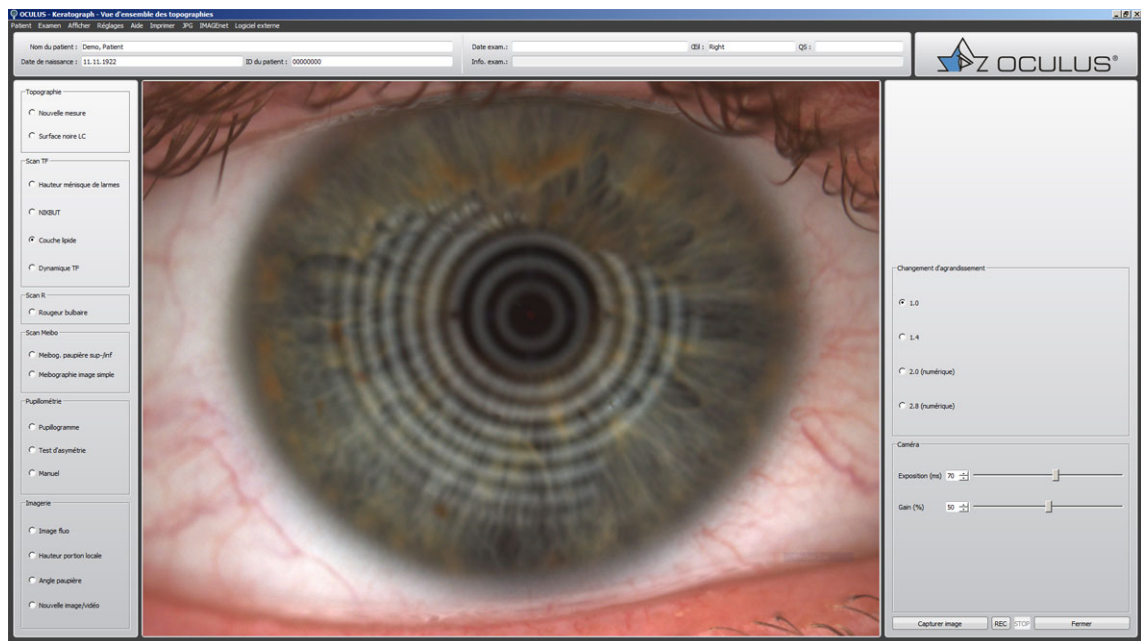 OCULUS - Keratograph - Vue d'ensemble des topographies
Patient Examen Afficher Réglages Aide Imprimer JPG IMAGEnet Logiciel externe
Nom du patient : Demo, Patient
Date exam.: Œil : Right QS :
Date de naissance : 11.11.1922 ID du patient : 00000000
Info. exam.:
OCULUS®
Topographie
Nouvelle mesure
Surface noire LC
Scan TF
Hauteur ménisque de larmes
NIKBUT
Couche lipide
Dynamique TF
Scan R
Rougeur bulbaire
Scan Meibo
Meibog. paupière sup-/inf
Meibographie image simple
Pupillométrie
Pupillogramme
Test d'asymétrie
Manuel
Imagerie
Image fluo
Hauteur portion locale
Angle paupière
Nouvelle image/vidéo
Changement d'agrandissement
1.0
1.4
2.0 (numérique)
2.8 (numérique)
Caméra
Exposition (ms) 70
Gain (%) 50
Capturer image REC STOP Fermer